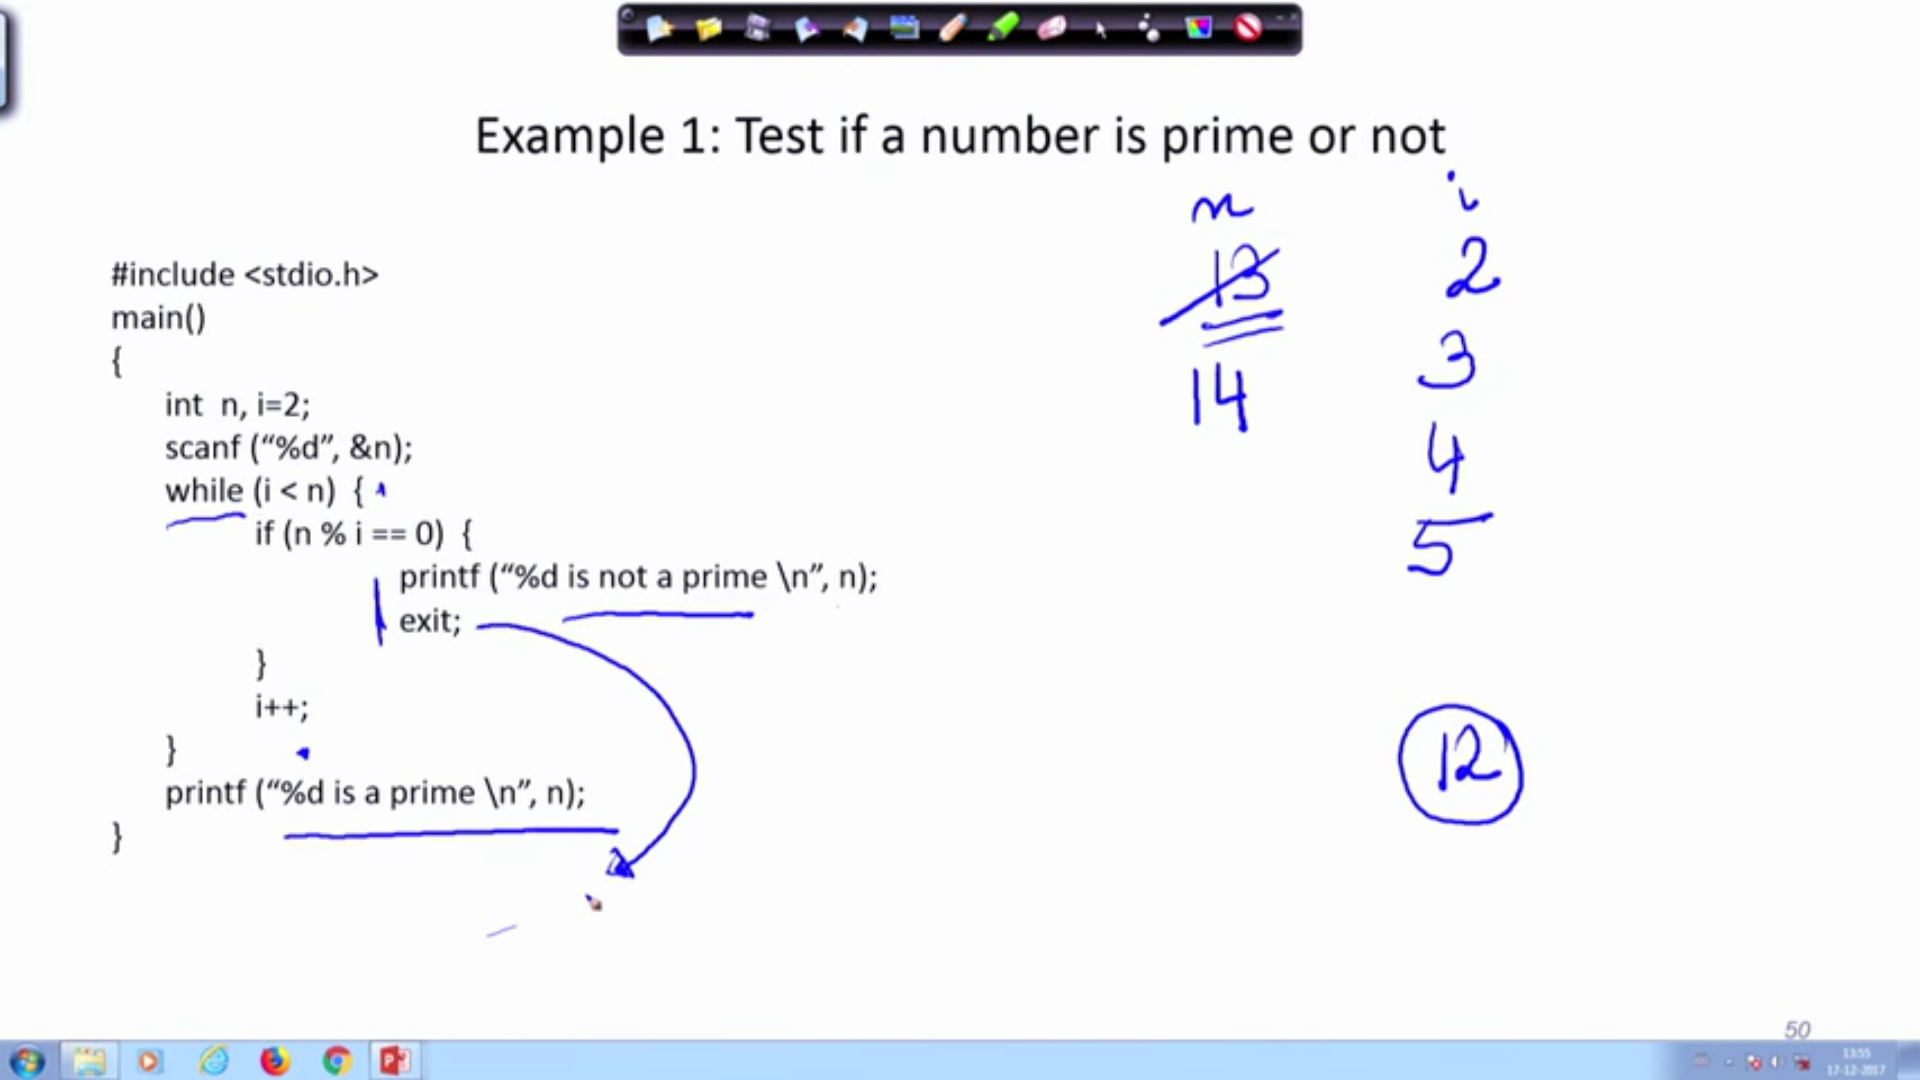 Example 1: Test if a number is prime or not
n i
13 2
14 3
4
5
12
#include <stdio.h>
main()
{
int n, i=2;
scanf (“%d”, &n);
while (i < n) {
if (n % i == 0) {
printf (“%d is not a prime \n”, n);
exit;
}
i++;
}
printf (“%d is a prime \n”, n);
}
50
13:55
17-12-2017